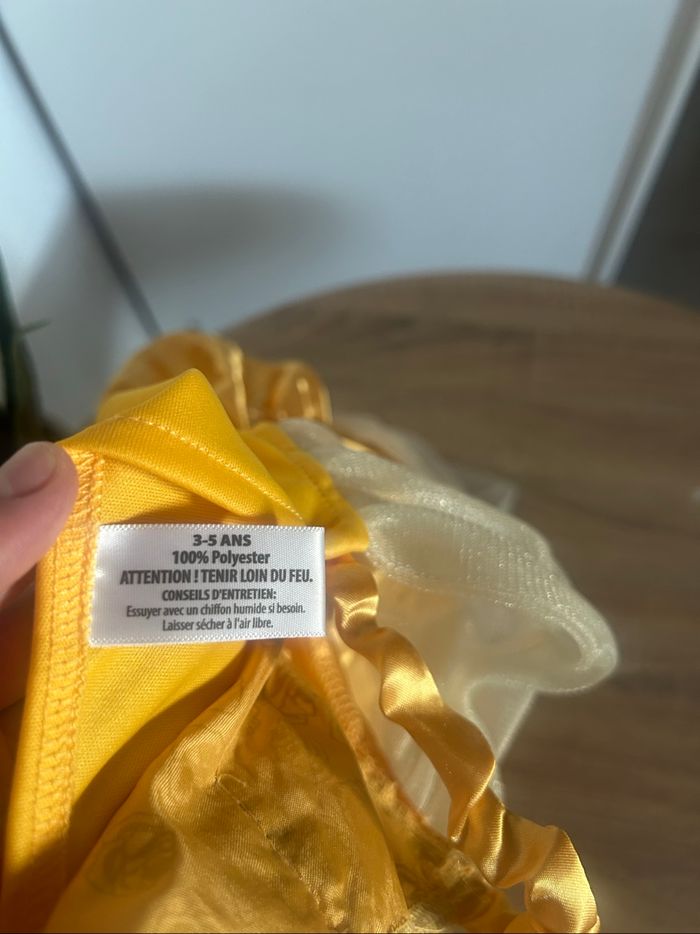 3-5 ANS
100% Polyester
ATTENTION ! TENIR LOIN DU FEU.
CONSEILS D'ENTRETIEN:
Essuyer avec un chiffon humide si besoin.
Laisser sécher à l'air libre.